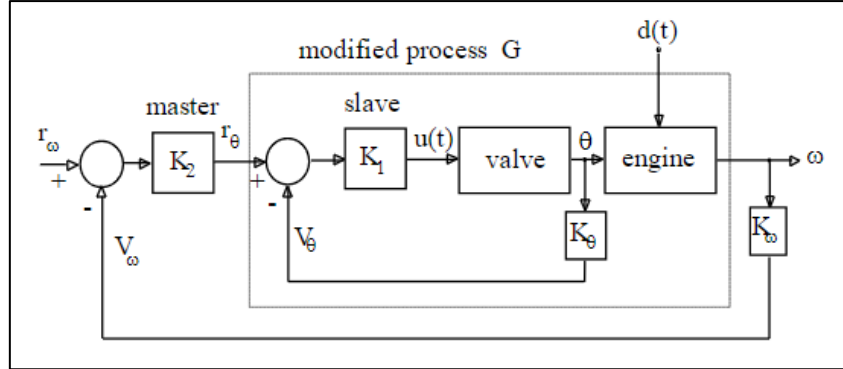 d(t)
modified process G
master
slave
r_ω
r_θ
u(t)
θ
ω
K_2
K_1
valve
engine
+
+
-
-
V_ω
V_θ
K_θ
K_ω